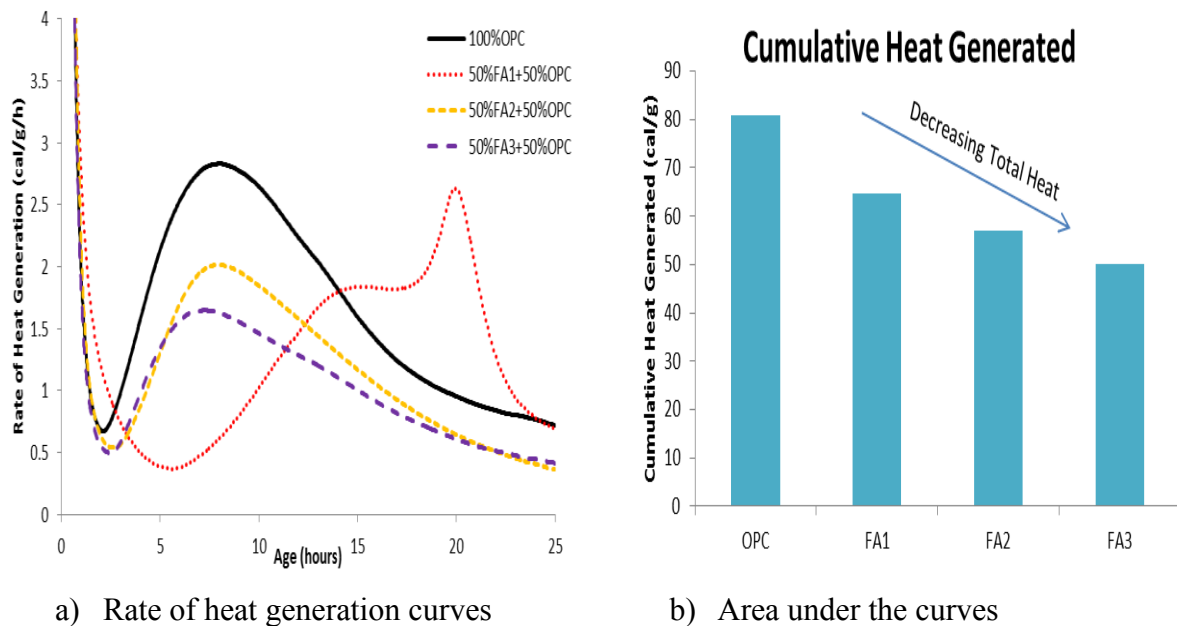 4
3.5
3
2.5
2
1.5
1
0.5
0
0
5
10
15
20
25
Rate of Heat Generation (cal/g/h)
Age (hours)
100%OPC
50%FA1+50%OPC
50%FA2+50%OPC
50%FA3+50%OPC
a) Rate of heat generation curves
Cumulative Heat Generated
90
80
70
60
50
40
30
20
10
0
Cumulative Heat Generated (cal/g)
Decreasing Total Heat
OPC
FA1
FA2
FA3
b) Area under the curves